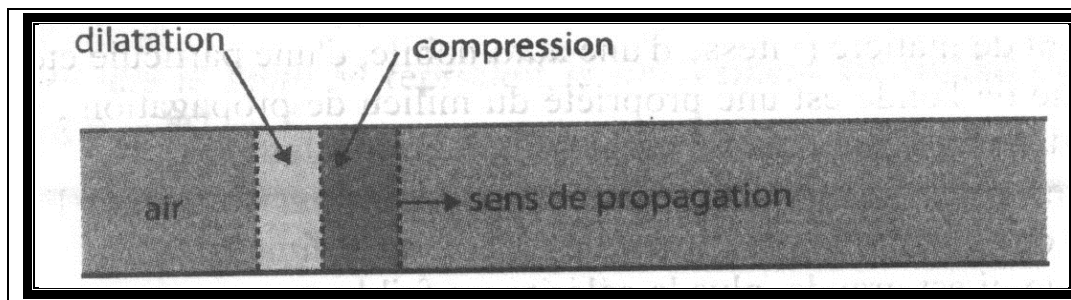 dilatation
compression
air
sens de propagation